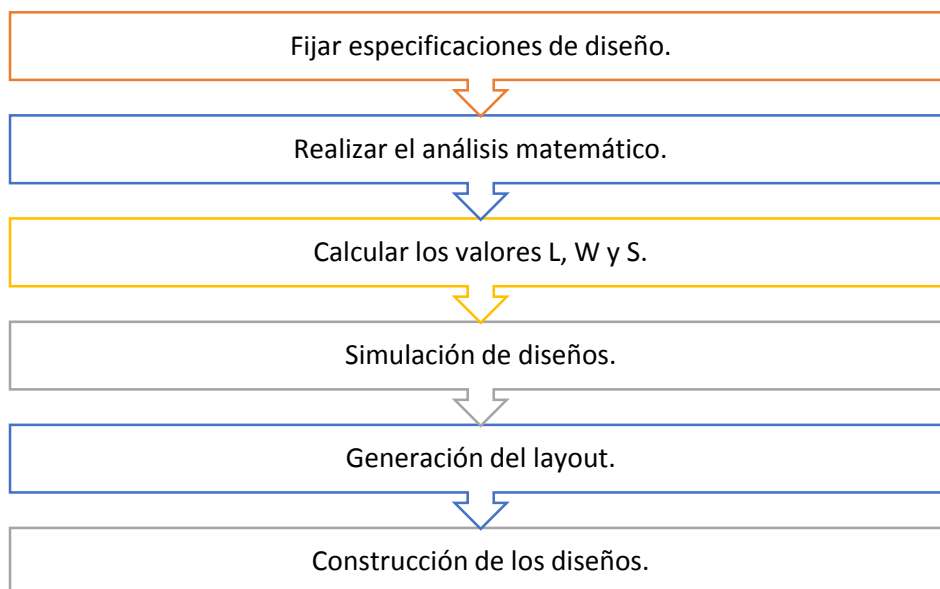 Fijar especificaciones de diseño.
Realizar el análisis matemático.
Calcular los valores L, W y S.
Simulación de diseños.
Generación del layout.
Construcción de los diseños.